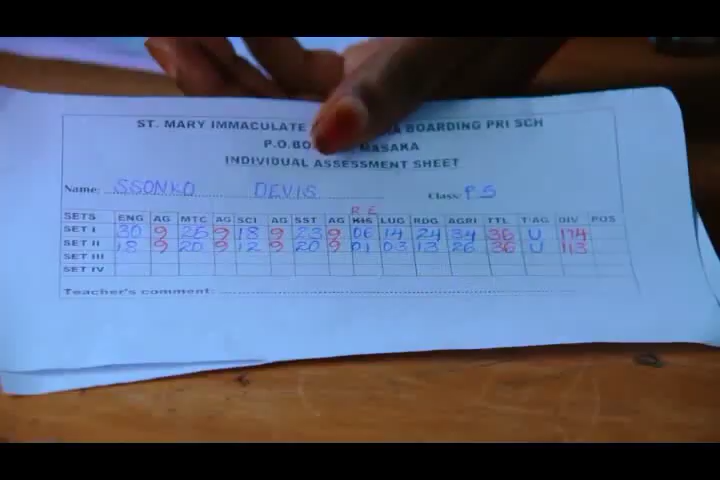 ST. MARY IMMACULATE BOARDING PRI SCH
P.O.BO MASAKA
INDIVIDUAL ASSESSMENT SHEET
Name: SSONKO DEVIS Class: P.5
R E
SETS ENG AG MTC AG SCI AG SST AG KIS LUG RDG AGRI TTL T AG DIV POS
SET I 30 9 26 9 18 9 23 9 06 14 24 34 36 U 174
SET II 18 9 20 9 12 9 20 9 01 03 13 26 36 U 113
SET III
SET IV
Teacher's comment: